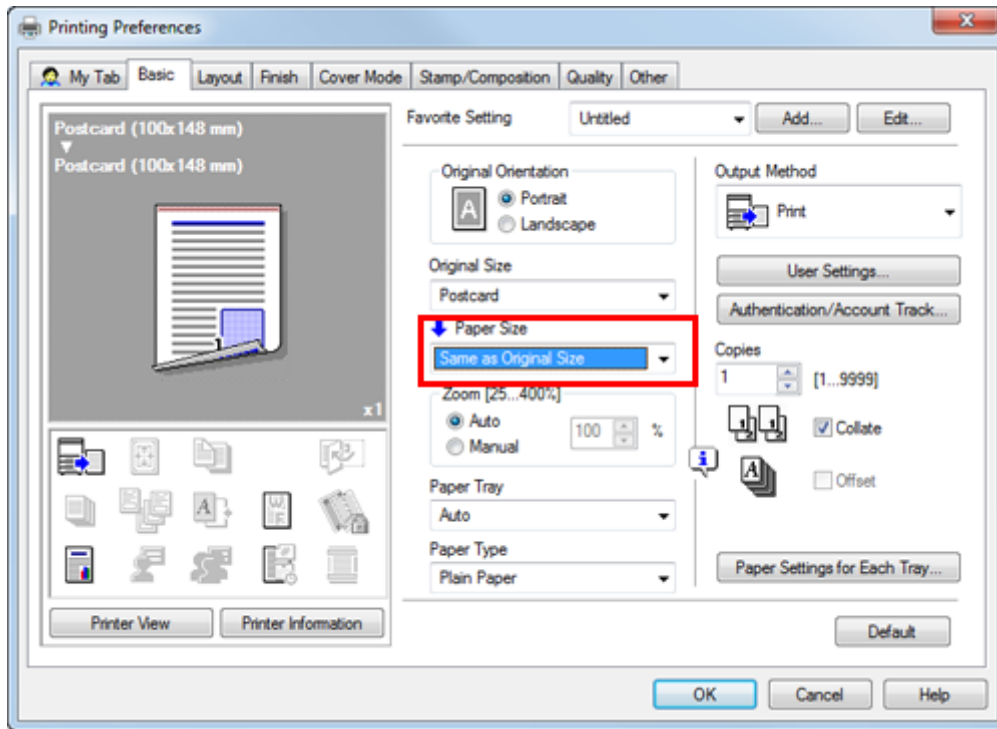 Printing Preferences
My Tab
Basic
Layout
Finish
Cover Mode
Stamp/Composition
Quality
Other
Postcard (100x148 mm)
Postcard (100x148 mm)
1
x1
Printer View
Printer Information
Favorite Setting
Untitled
Add...
Edit...
Original Orientation
A
Portrait
Landscape
Original Size
Postcard
Paper Size
Same as Original Size
Zoom [25...400%]
Auto
Manual
100
%
Paper Tray
Auto
Paper Type
Plain Paper
Output Method
Print
User Settings...
Authentication/Account Track...
Copies
1
[1...9999]
Collate
Offset
Paper Settings for Each Tray...
Default
OK
Cancel
Help